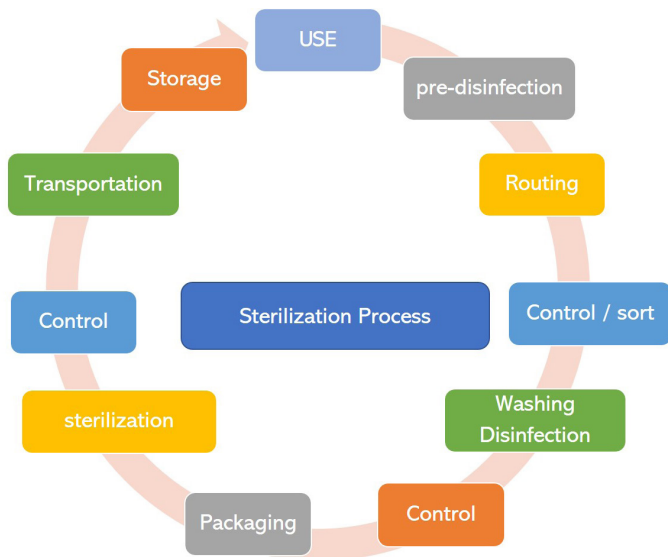 USE
pre-disinfection
Routing
Control / sort
Washing
Disinfection
Control
Packaging
sterilization
Control
Transportation
Storage
Sterilization Process